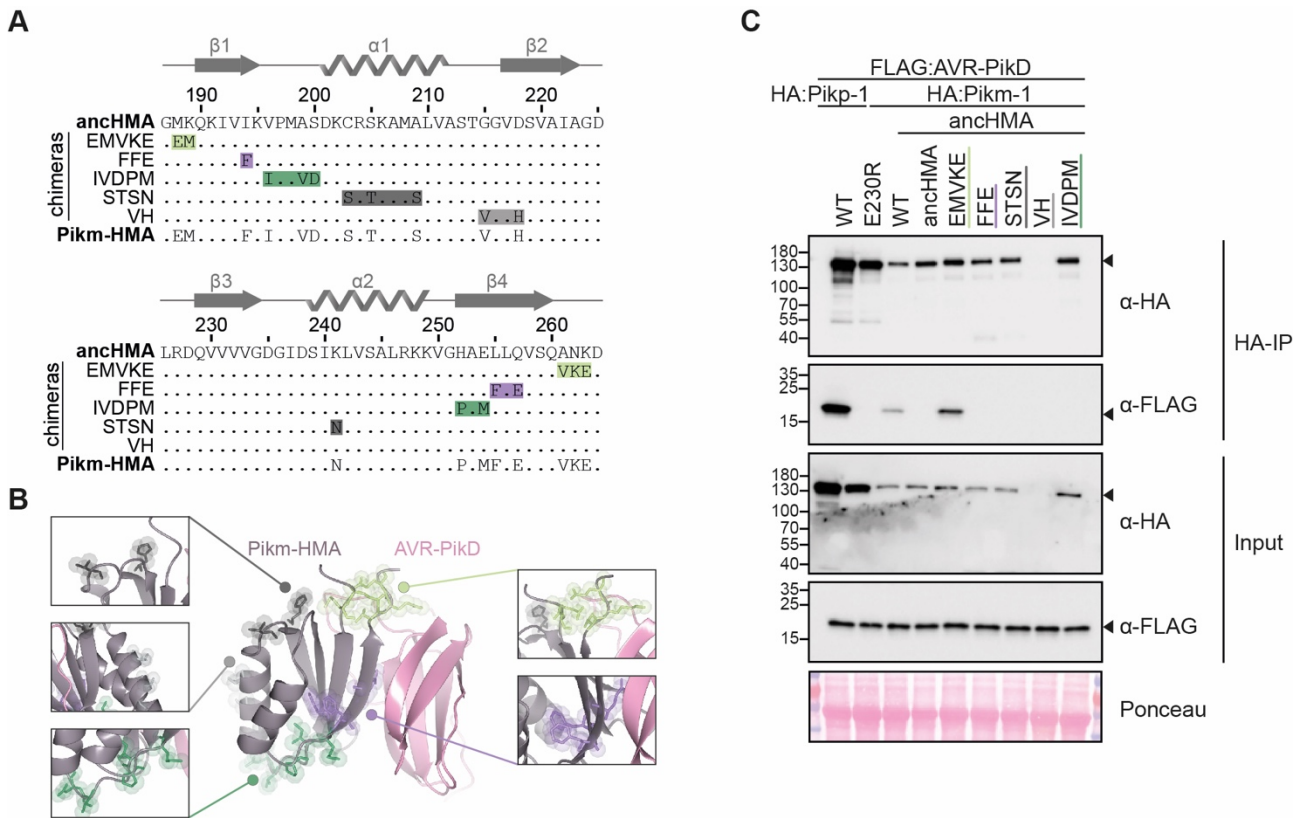 A
β1 α1 β2
190 200 210 220
ancHMA GMKQKIVIKVPMASDKCRSKAMALVASTGGVDSVAIAGD
chimeras
EMVKE .EM....................................
FFE .......F...............................
IVDPM .........I..VD.........................
STSN ................S.T...S................
VH ............................V..H.......
Pikm-HMA .EM....F.I..VD..S.T...S.....V..H.......
β3 α2 β4
230 240 250 260
ancHMA LRDQVVVVGDGIDSIKLVSALRKKVGHAELLQVSQANKD
chimeras
EMVKE ...................................VKE.
FFE .............................F.E.......
IVDPM ..........................P.M..........
STSN ...............N.......................
VH .......................................
Pikm-HMA ...............N..........P.MF.E...VKE.
B
Pikm-HMA AVR-PikD
C
FLAG:AVR-PikD
HA:Pikp-1 HA:Pikm-1
ancHMA
WT E230R WT ancHMA EMVKE FFE STSN VH IVDPM
180
130
100
70
55
40
α-HA
35
25
15
α-FLAG
HA-IP
180
130
100
70
55
40
α-HA
35
25
15
α-FLAG
Input
Ponceau